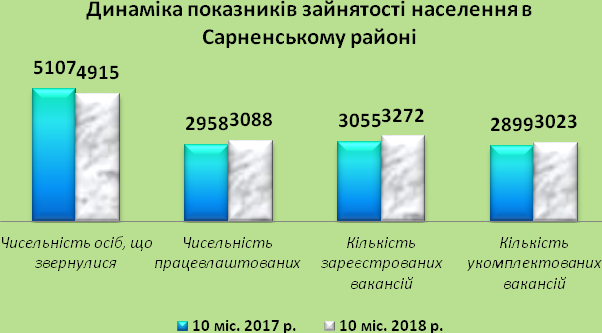 Динаміка показників зайнятості населення в
Сарненському районі
5107 4915
2958 3088
3055 3272
2899 3023
Чисельність осіб, що
звернулися
Чисельність
працевлаштованих
Кількість
зареєстрованих
вакансій
Кількість
укомплектованих
вакансій
10 міс. 2017 р. 10 міс. 2018 р.